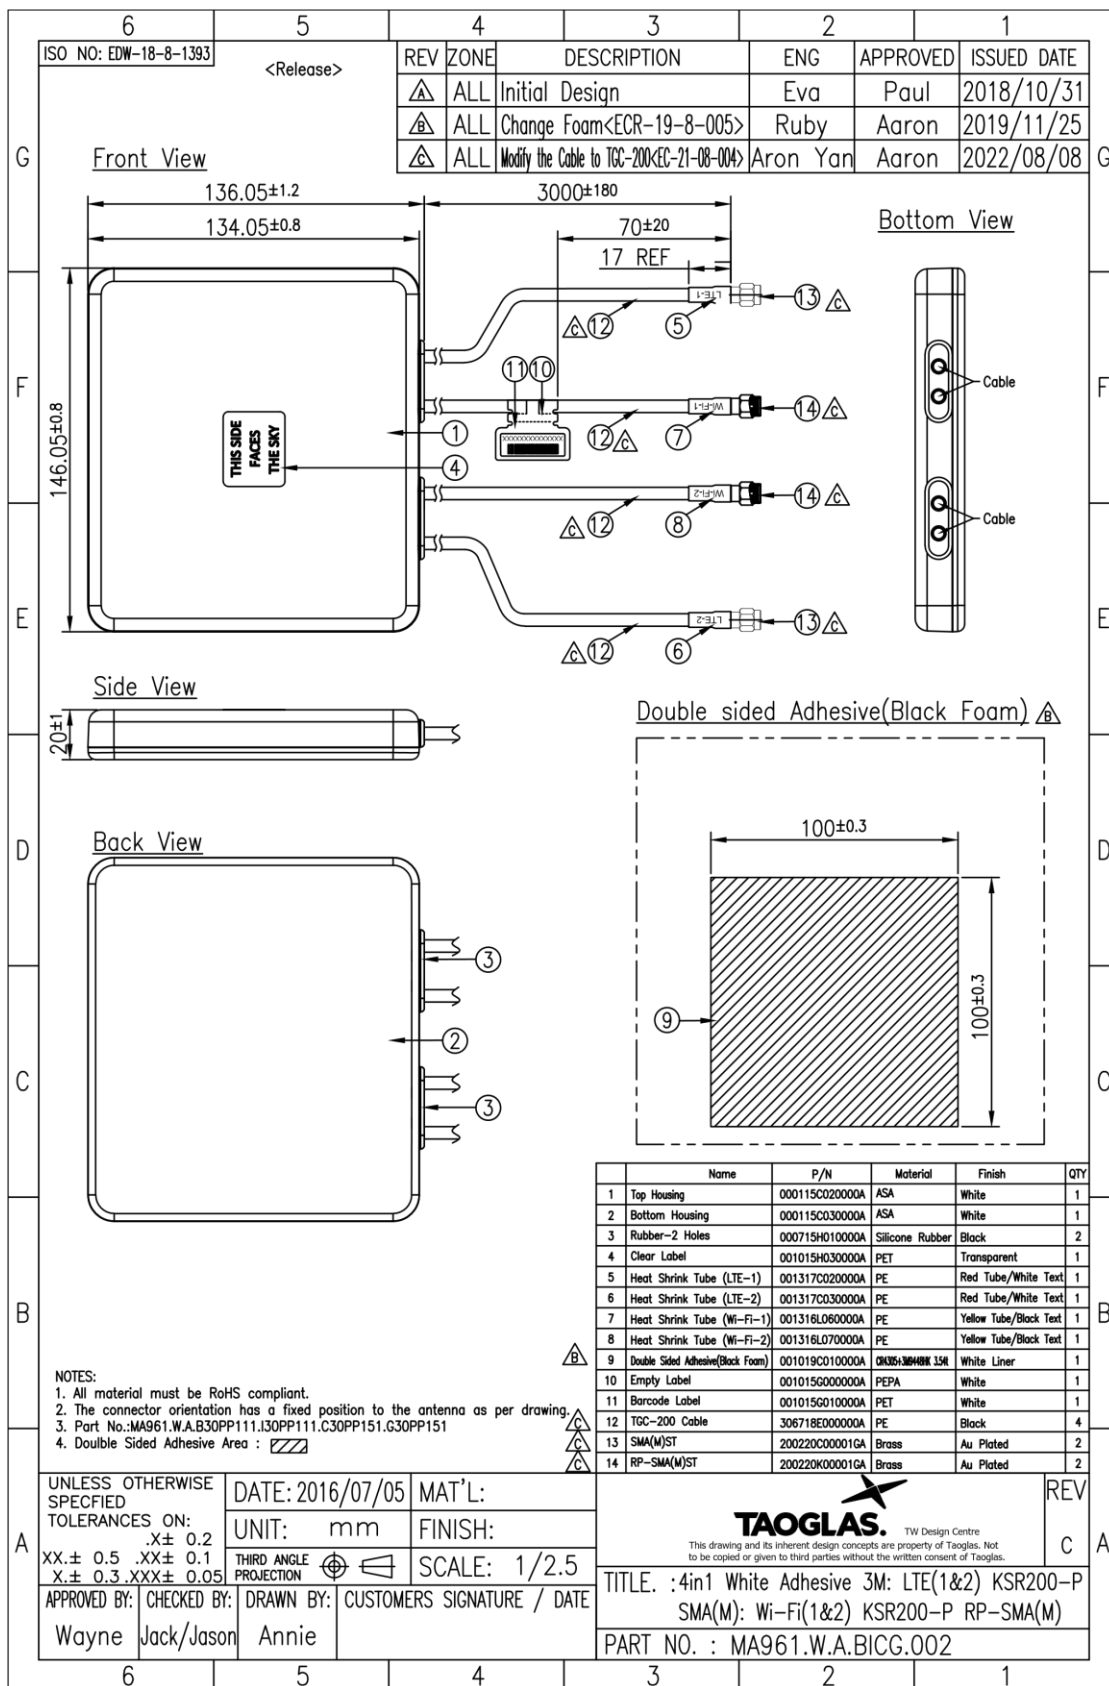 6 5 4 3 2 1
ISO NO: EDW-18-8-1393
<Release>
REV ZONE DESCRIPTION ENG APPROVED ISSUED DATE
A ALL Initial Design Eva Paul 2018/10/31
B ALL Change Foam<ECR-19-8-005> Ruby Aaron 2019/11/25
C ALL Modify the Cable to TGC-200<EC-21-08-004> Aron Yan Aaron 2022/08/08
G G
Front View
136.05±1.2 3000±180
134.05±0.8 70±20
17 REF
Bottom View
LTE-1 13 C
C 12 5
11 10
F F
Cable
146.05±0.8
THIS SIDE
FACES
THE SKY
Wi-Fi-1 14 C
XXXXXXXXXXXXX
1 12 C 7
4
Wi-Fi-2 14 C
C 12 8
Cable
E E
LTE-2 13 C
C 12 6
Side View
20±1
Double sided Adhesive(Black Foam) B
100±0.3
D D
Back View
3
100±0.3
9
2
C C
3
Name P/N Material Finish QTY
1 Top Housing 000115C020000A ASA White 1
2 Bottom Housing 000115C030000A ASA White 1
3 Rubber-2 Holes 000715H010000A Silicone Rubber Black 2
4 Clear Label 001015H030000A PET Transparent 1
5 Heat Shrink Tube (LTE-1) 001317C020000A PE Red Tube/White Text 1
6 Heat Shrink Tube (LTE-2) 001317C030000A PE Red Tube/White Text 1
7 Heat Shrink Tube (Wi-Fi-1) 001316L060000A PE Yellow Tube/Black Text 1
8 Heat Shrink Tube (Wi-Fi-2) 001316L070000A PE Yellow Tube/Black Text 1
B 9 Double Sided Adhesive(Black Foam) 001019C010000A White Liner 1
10 Empty Label 001015G000000A PEPA White 1
11 Barcode Label 001015G010000A PET White 1
C 12 TGC-200 Cable 306718E000000A PE Black 4
C 13 SMA(M)ST 200220C00001GA Brass Au Plated 2
C 14 RP-SMA(M)ST 200220K00001GA Brass Au Plated 2
B B
NOTES:
1. All material must be RoHS compliant.
2. The connector orientation has a fixed position to the antenna as per drawing.
3. Part No.:MA961.W.A.B30PP111.I30PP111.C30PP151.G30PP151
4. Doulble Sided Adhesive Area :
UNLESS OTHERWISE
SPECFIED
TOLERANCES ON:
.X± 0.2
XX.± 0.5 .XX± 0.1
X.± 0.3 .XXX± 0.05
DATE: 2016/07/05 MAT'L:
UNIT: mm FINISH:
THIRD ANGLE
PROJECTION
SCALE: 1/2.5
APPROVED BY: CHECKED BY: DRAWN BY: CUSTOMERS SIGNATURE / DATE
Wayne Jack/Jason Annie
TAOGLAS. TW Design Centre
This drawing and its inherent design concepts are property of Taoglas. Not
to be copied or given to third parties without the written consent of Taoglas.
REV
C
A A
TITLE. :4in1 White Adhesive 3M: LTE(1&2) KSR200-P
SMA(M): Wi-Fi(1&2) KSR200-P RP-SMA(M)
PART NO. : MA961.W.A.BICG.002
6 5 4 3 2 1